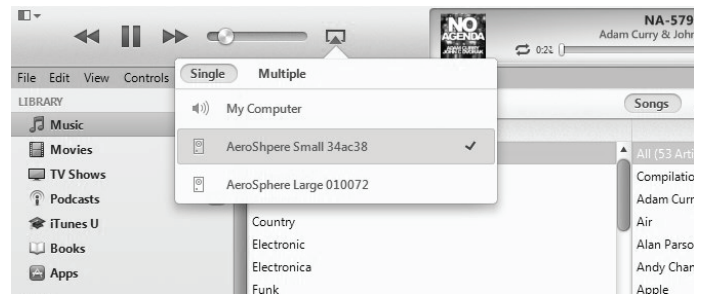 NO
AGENDA
NA-579
Adam Curry & Joh
0:21
File Edit View Controls
Single Multiple
My Computer
AeroShpere Small 34ac38
AeroSphere Large 010072
LIBRARY
Music
Movies
TV Shows
Podcasts
iTunes U
Books
Apps
Country
Electronic
Electronica
Funk
Songs
All (53 Arti
Compilatio
Adam Curr
Air
Alan Parso
Andy Chan
Apple